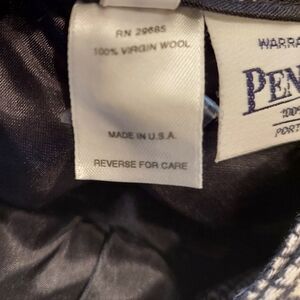 RN 29685
100% VIRGIN WOOL
MADE IN U.S.A.
REVERSE FOR CARE
WARRA
PEN
100
PORT